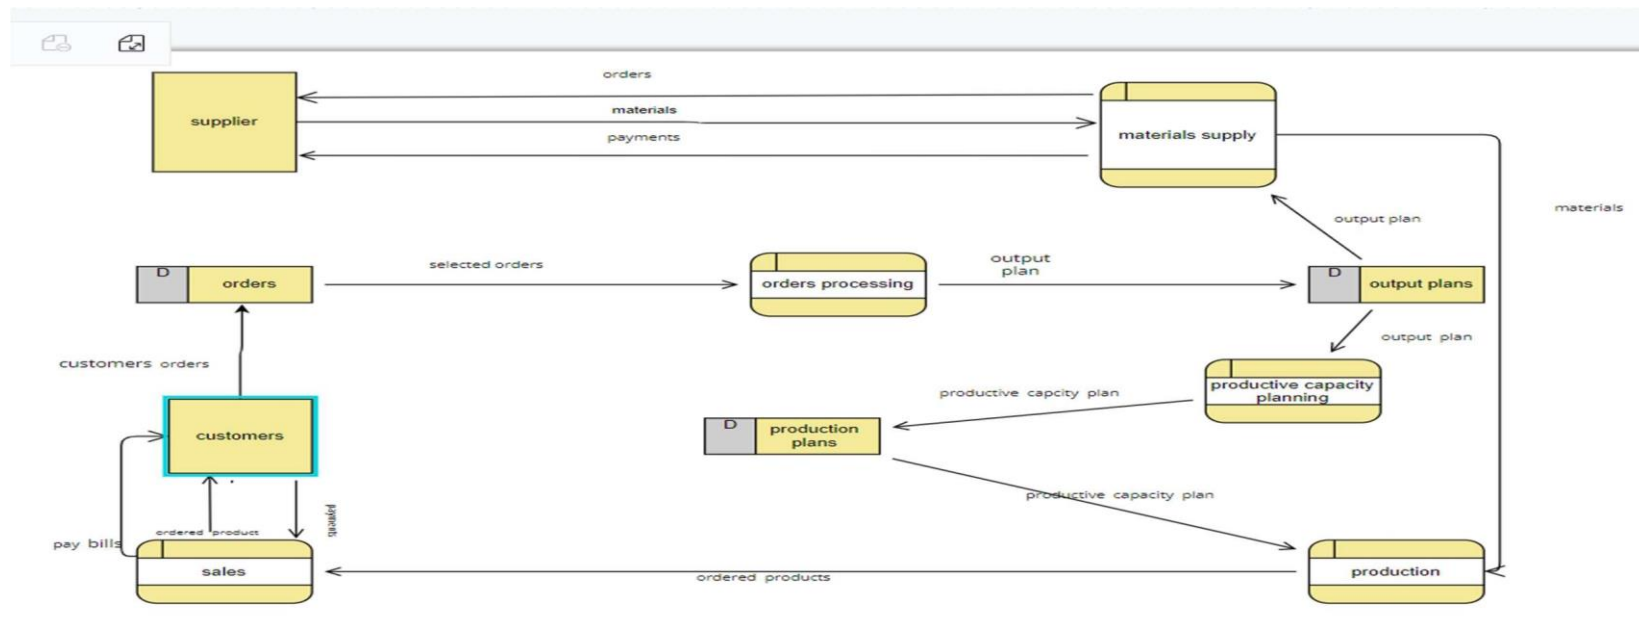 orders
supplier
materials
payments
materials supply
materials
output plan
D
orders
selected orders
orders processing
output
plan
D
output plans
output plan
customers orders
productive capacity
planning
productive capcity plan
D
production
plans
customers
productive capacity plan
payments
ordered product
pay bills
sales
ordered products
production